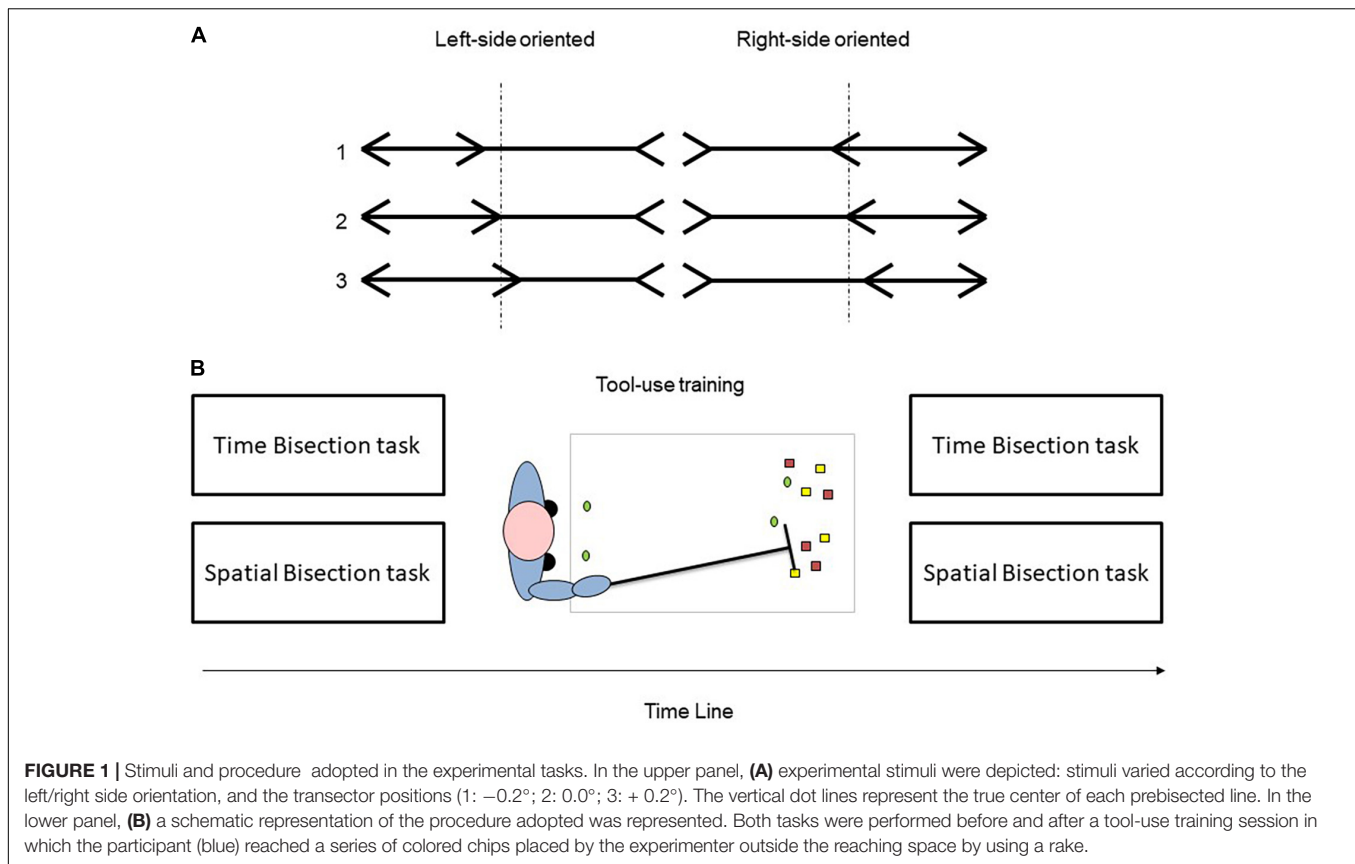 A
Left-side oriented Right-side oriented
1
2
3
B
Tool-use training
Time Bisection task Time Bisection task
Spatial Bisection task Spatial Bisection task
Time Line
FIGURE 1 | Stimuli and procedure adopted in the experimental tasks. In the upper panel, (A) experimental stimuli were depicted: stimuli varied according to the
left/right side orientation, and the transector positions (1: −0.2°; 2: 0.0°; 3: + 0.2°). The vertical dot lines represent the true center of each prebisected line. In the
lower panel, (B) a schematic representation of the procedure adopted was represented. Both tasks were performed before and after a tool-use training session in
which the participant (blue) reached a series of colored chips placed by the experimenter outside the reaching space by using a rake.